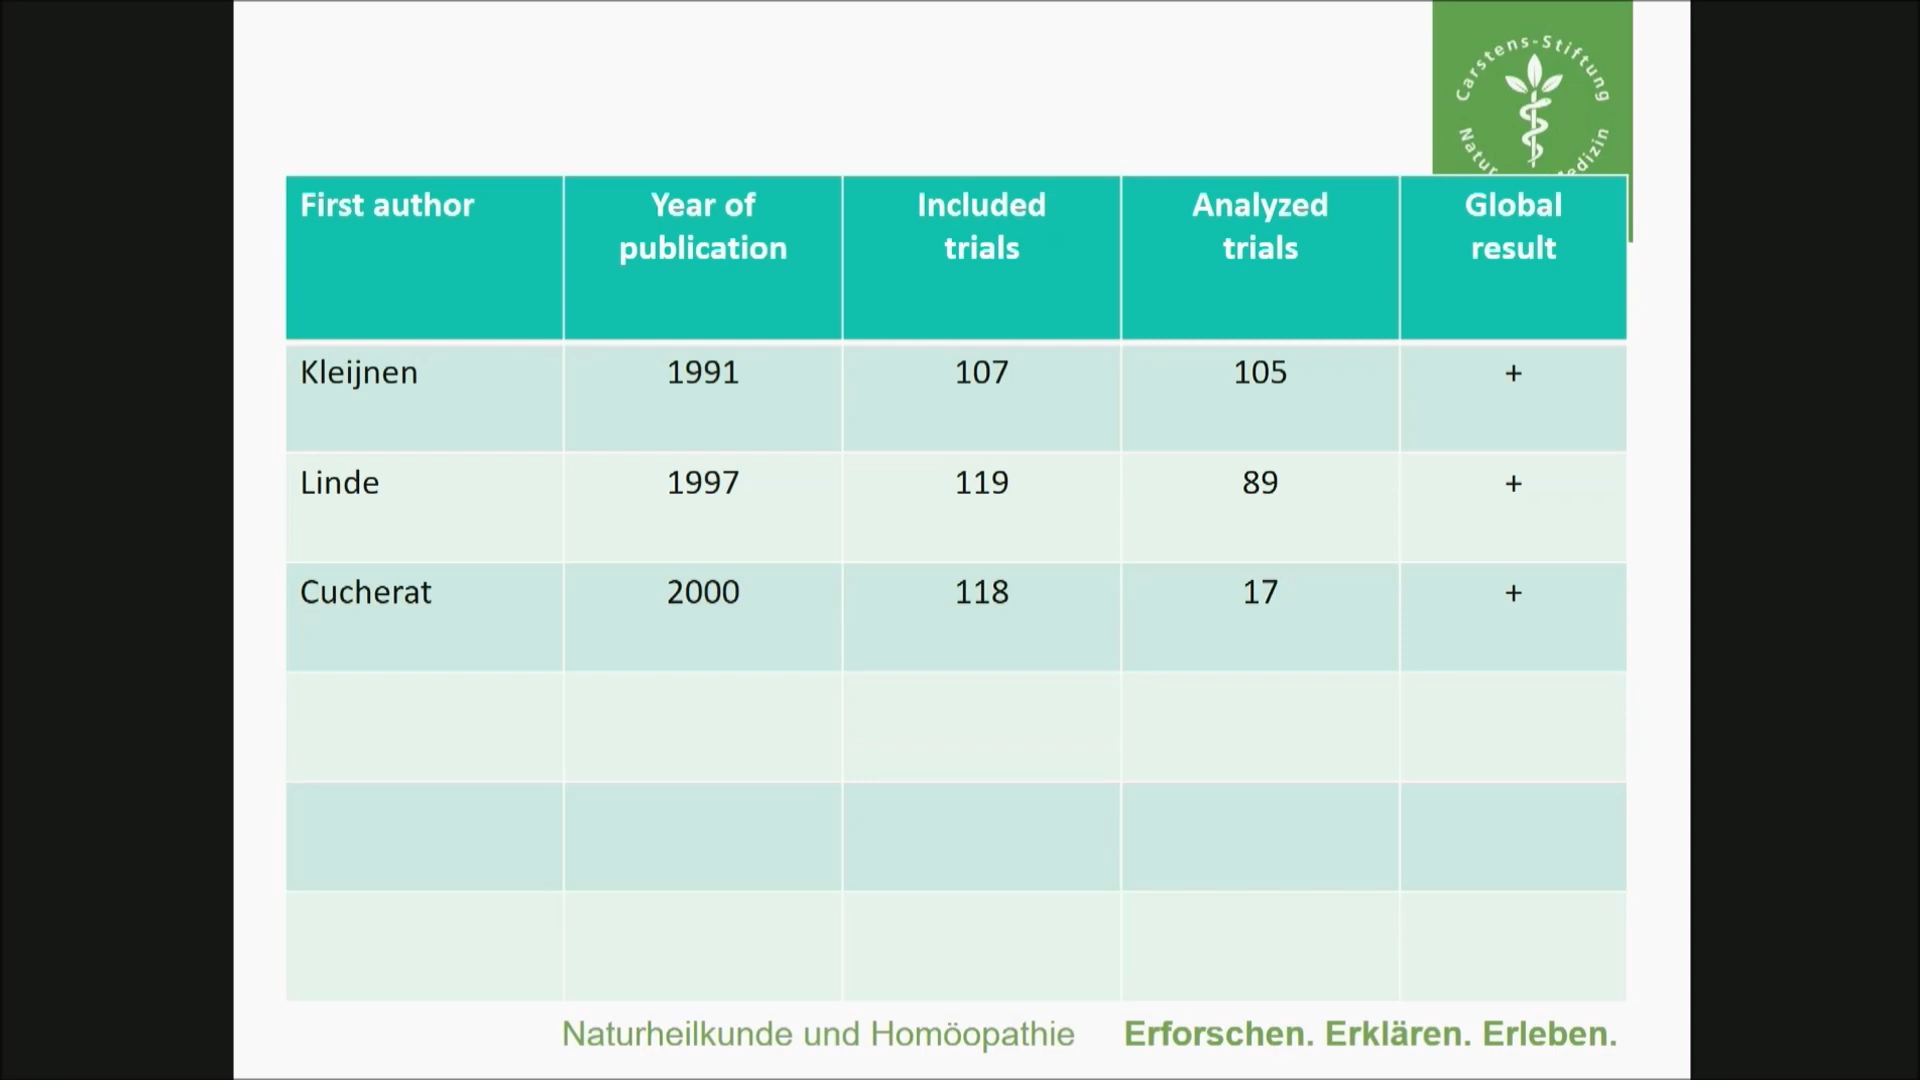 Carstens-Stiftung
Natur
First author
Year of
publication
Included
trials
Analyzed
trials
Global
result
Kleijnen 1991 107 105 +
Linde 1997 119 89 +
Cucherat 2000 118 17 +
Naturheilkunde und Homöopathie Erforschen. Erklären. Erleben.